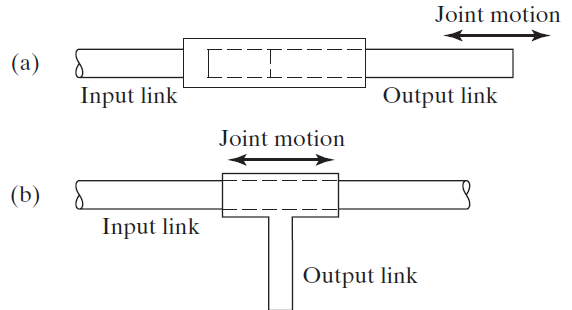 Joint motion
(a)
Input link
Output link
Joint motion
(b)
Input link
Output link